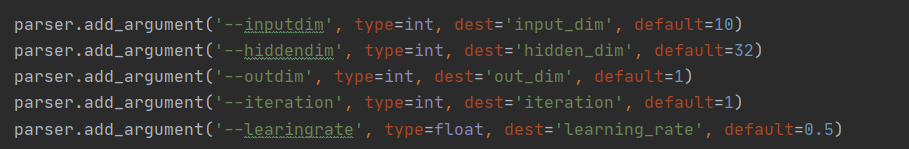 parser.add_argument('--inputdim', type=int, dest='input_dim', default=10)
parser.add_argument('--hiddendim', type=int, dest='hidden_dim', default=32)
parser.add_argument('--outdim', type=int, dest='out_dim', default=1)
parser.add_argument('--iteration', type=int, dest='iteration', default=1)
parser.add_argument('--learingrate', type=float, dest='learning_rate', default=0.5)